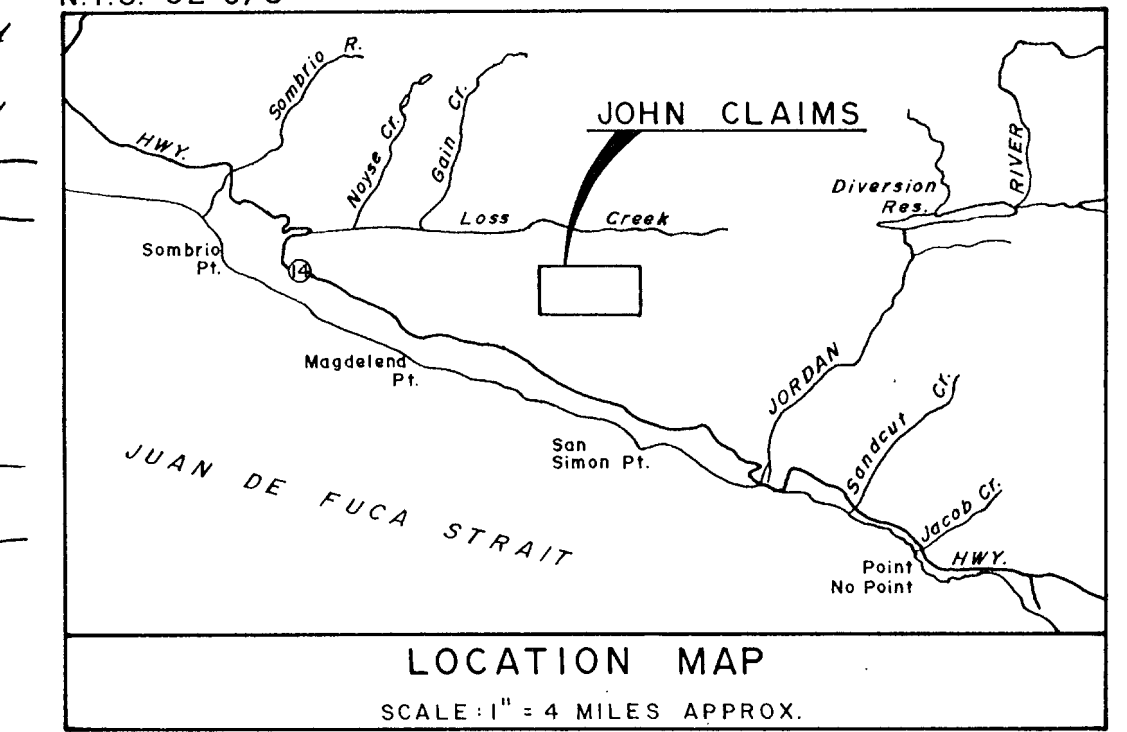 Sombrio R.
Noyse Cr.
Gain Cr.
JOHN CLAIMS
HWY.
Diversion
Res.
RIVER
Loss Creek
Sombrio
Pt.
14
Magdelend
Pt.
JORDAN
San
Simon Pt.
Sandcut Cr.
Jacob Cr.
JUAN DE FUCA STRAIT
Point
No Point
HWY.
LOCATION MAP
SCALE: 1" = 4 MILES APPROX.